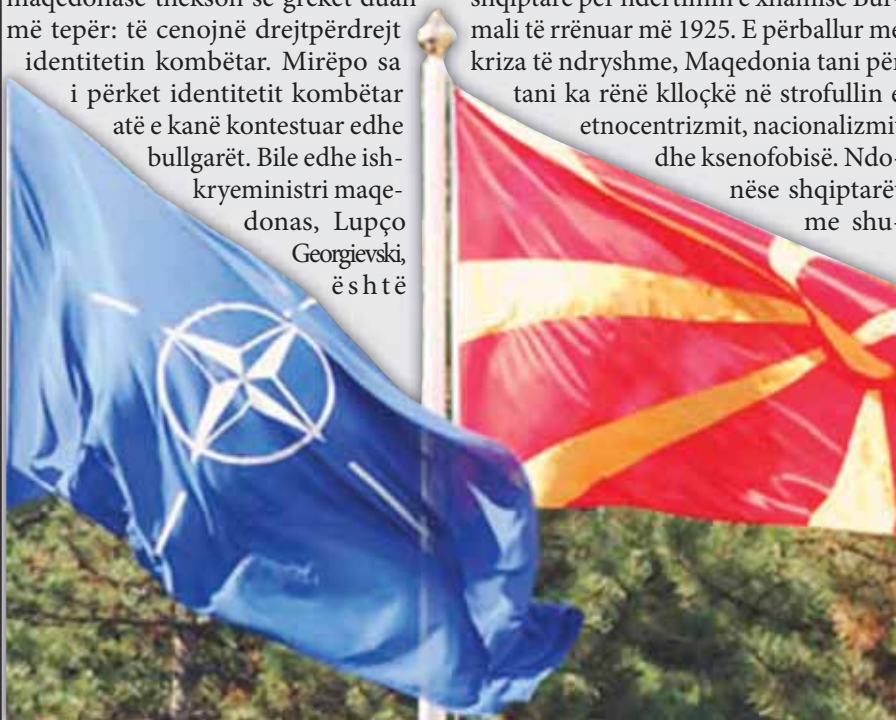 maqedonase thekson se grekët duan
më tepër: të cenojnë drejtpërdrejt
identitetin kombëtar. Mirëpo sa
i përket identitetit kombëtar
atë e kanë kontestuar edhe
bullgarët. Bile edhe ish-
kryeministri maqe-
donas, Lupço
Georgievski,
është
shqiptarë për ndërtimin e xhamisë Bur-
mali të rrënuar më 1925. E përballur me
kriza të ndryshme, Maqedonia tani për
tani ka rënë klloçkë në strofullin e
etnocentrizmit, nacionalizmit
dhe ksenofobisë. Ndo-
nëse shqiptarët
me shu-